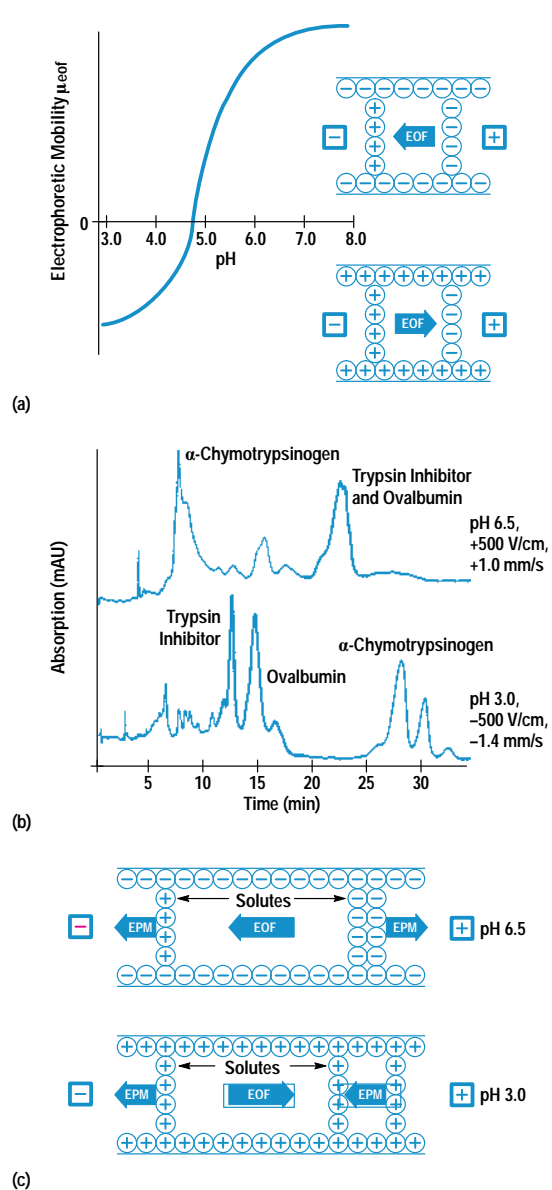 Electrophoretic Mobility μeof
0
3.0 4.0 5.0 6.0 7.0 8.0
pH
− + + + + EOF − − − − +
− + + + + EOF − − − − +
(a)
Absorption (mAU)
α-Chymotrypsinogen
Trypsin Inhibitor
and Ovalbumin
pH 6.5,
+500 V/cm,
+1.0 mm/s
Trypsin
Inhibitor
Ovalbumin
α-Chymotrypsinogen
pH 3.0,
–500 V/cm,
–1.4 mm/s
5 10 15 20 25 30
Time (min)
(b)
Solutes
− EPM EOF EPM + pH 6.5
Solutes
− EPM EOF EPM + pH 3.0
(c)